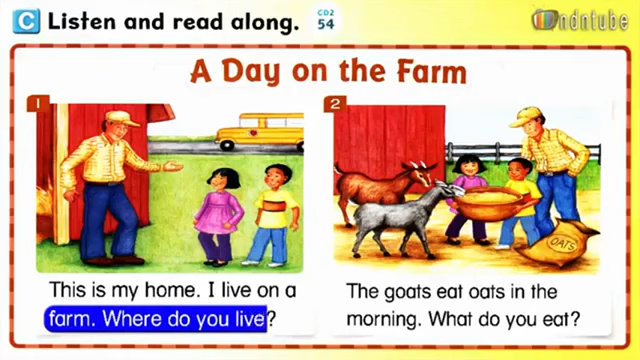 C Listen and read along. CD2
54
ndntube
A Day on the Farm
1
2
This is my home. I live on a
farm. Where do you live?
OATS
The goats eat oats in the
morning. What do you eat?